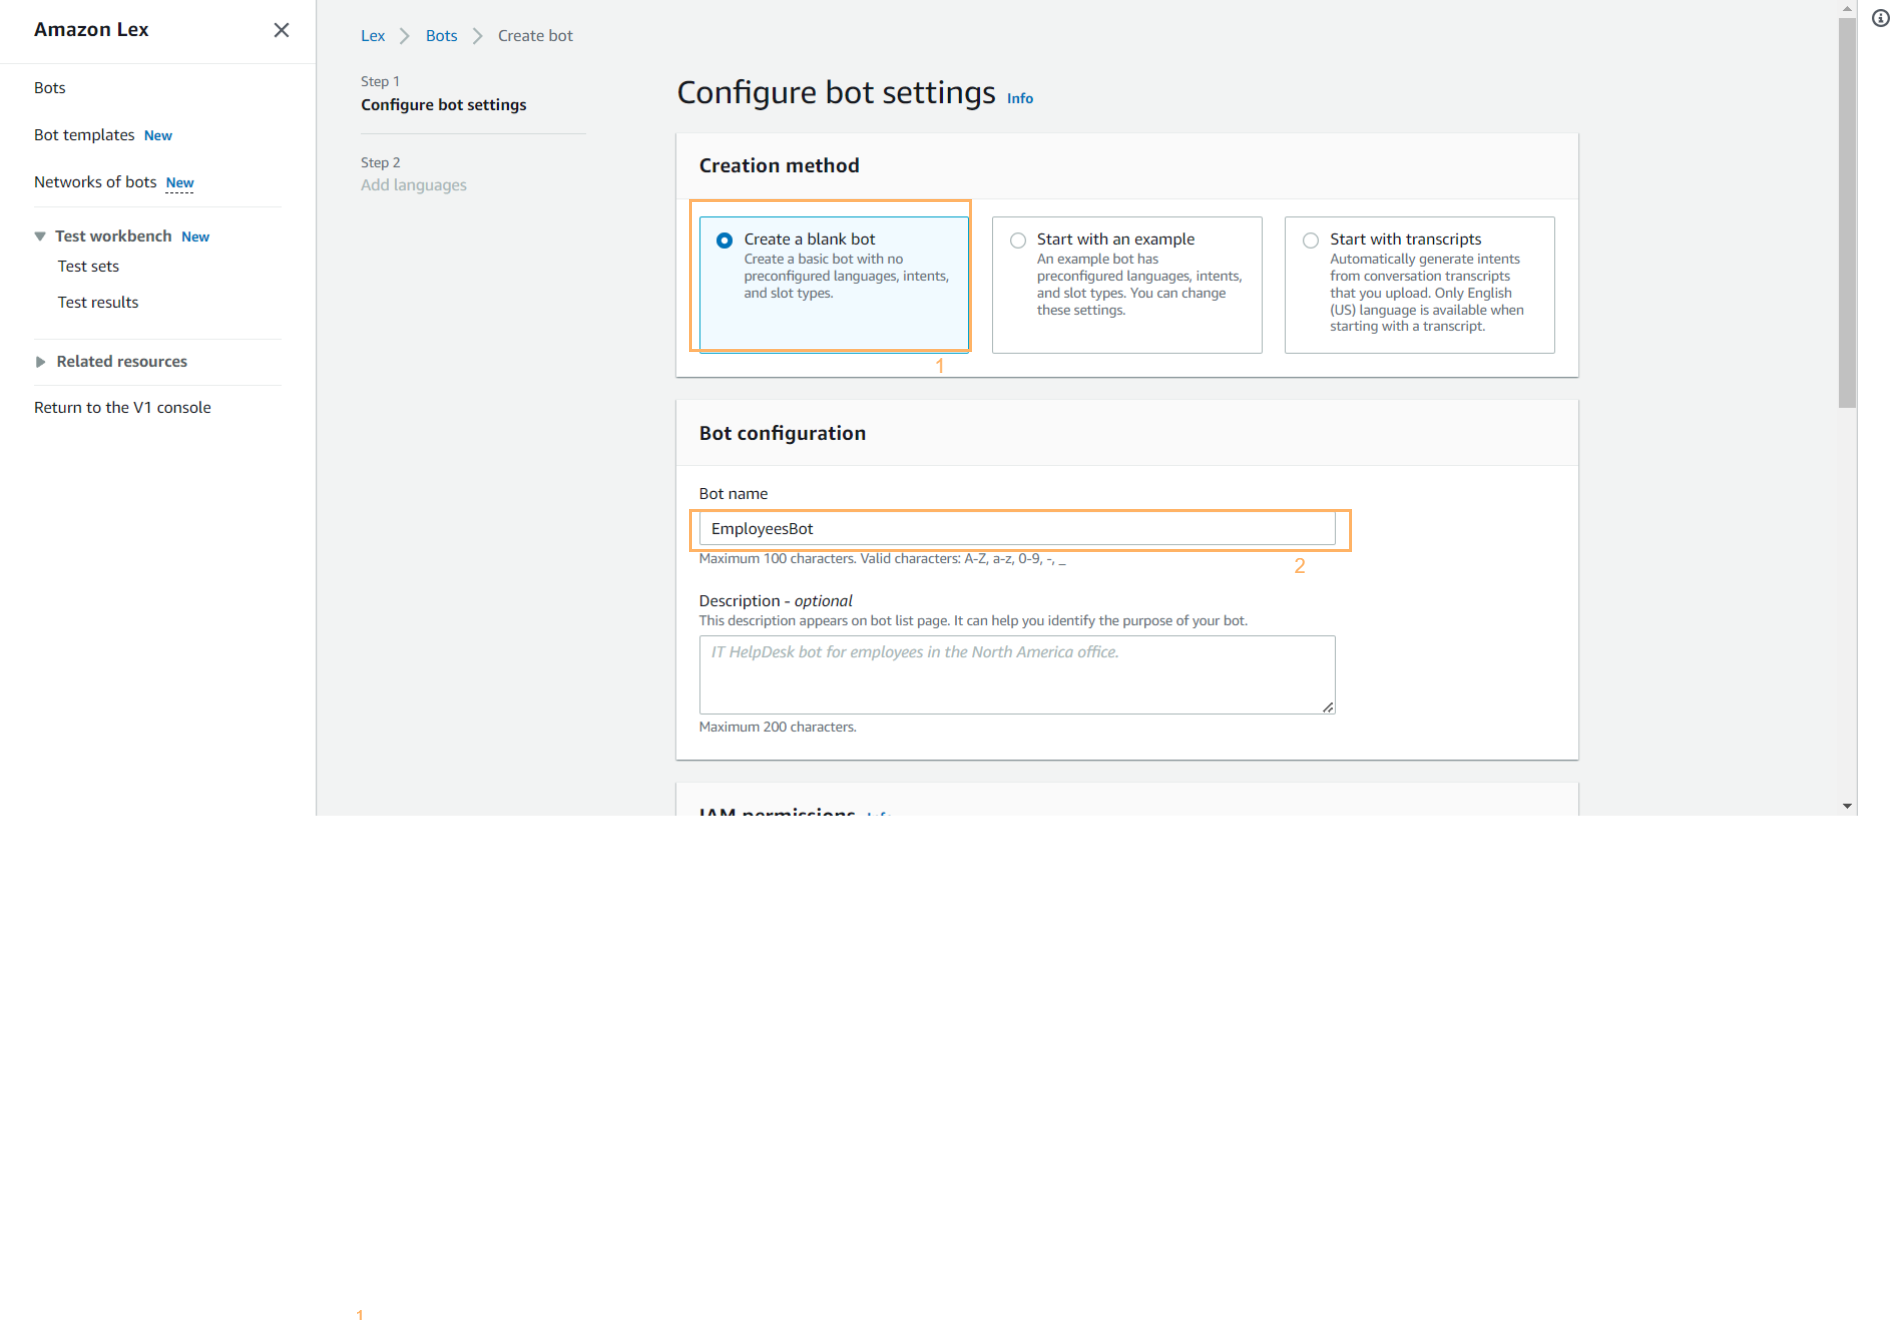 Amazon Lex
Bots
Bot templates New
Networks of bots New
Test workbench New
Test sets
Test results
Related resources
Return to the V1 console
Lex Bots Create bot
Step 1
Configure bot settings
Step 2
Add languages
Configure bot settings Info
Creation method
Create a blank bot
Create a basic bot with no
preconfigured languages, intents,
and slot types.
Start with an example
An example bot has
preconfigured languages, intents,
and slot types. You can change
these settings.
Start with transcripts
Automatically generate intents
from conversation transcripts
that you upload. Only English
(US) language is available when
starting with a transcript.
1
Bot configuration
Bot name
EmployeesBot
Maximum 100 characters. Valid characters: A-Z, a-z, 0-9, -, _
2
Description - optional
This description appears on bot list page. It can help you identify the purpose of your bot.
IT HelpDesk bot for employees in the North America office.
Maximum 200 characters.
IAM permissions Info
1